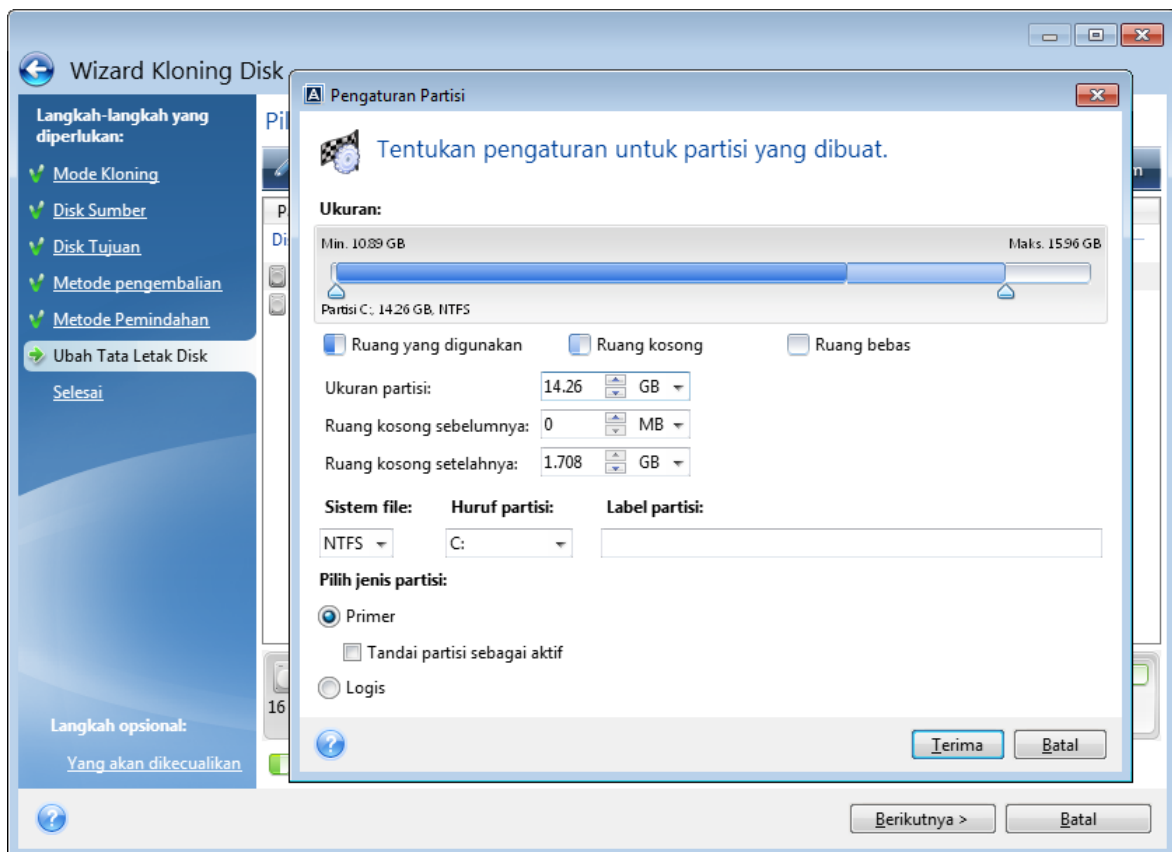 Wizard Kloning Disk
Langkah-langkah yang
diperlukan:
Mode Kloning
Disk Sumber
Disk Tujuan
Metode pengembalian
Metode Pemindahan
Ubah Tata Letak Disk
Selesai
Langkah opsional:
Yang akan dikecualikan
Pil
P
Di
m
16
Pengaturan Partisi
Tentukan pengaturan untuk partisi yang dibuat.
Ukuran:
Min. 10.89 GB Maks. 15.96 GB
Partisi C:, 14.26 GB, NTFS
Ruang yang digunakan Ruang kosong Ruang bebas
Ukuran partisi: 14.26 GB
Ruang kosong sebelumnya: 0 MB
Ruang kosong setelahnya: 1.708 GB
Sistem file: Huruf partisi: Label partisi:
NTFS C:
Pilih jenis partisi:
Primer
Tandai partisi sebagai aktif
Logis
Terima Batal
Berikutnya > Batal